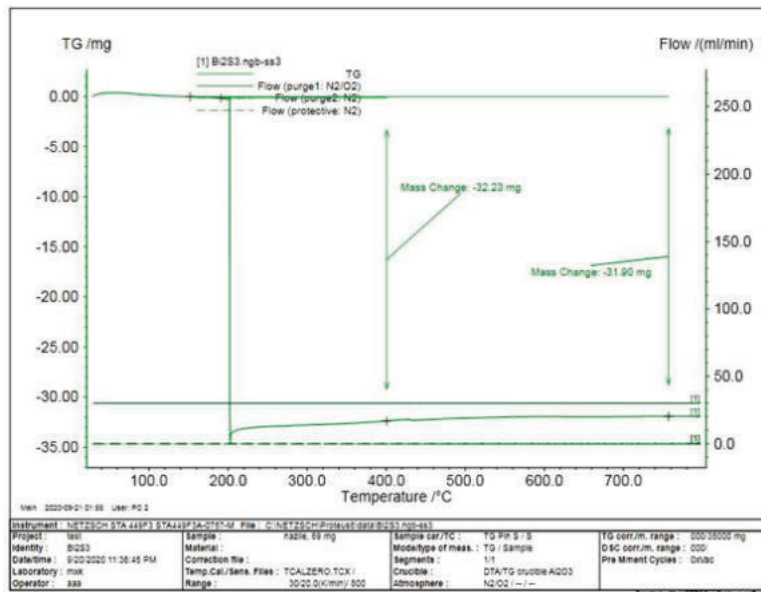 TG /mg
Flow /(ml/min)
[1] Bi2S3.ngb-ss3
TG
Flow (purge1: N2/O2)
Flow (purge2: N2)
Flow (protective: N2)
0.00
-5.00
-10.00
-15.00
-20.00
-25.00
-30.00
-35.00
250.0
200.0
150.0
100.0
50.0
0.0
Mass Change: -32.23 mg
Mass Change: -31.90 mg
[1]
[1]
[1]
100.0 200.0 300.0 400.0 500.0 600.0 700.0
Temperature /°C
Main 2020-09-21 01:55 User: PC 2
Instrument : NETZSCH STA 449F3 STA449F3A-0767-M File : C:\NETZSCH\Proteus\data\Bi2S3.ngb-ss3
Project : test
Identity : Bi2S3
Date/time : 9/20/2020 11:36:45 PM
Laboratory : mxk
Operator : aaa
Sample : nazile, 69 mg
Material :
Correction file :
Temp.Cal./Sens. Files : TCALZERO.TCX /
Range : 30/20.0(K/min)/ 800
Sample car./TC : TG Pin S / S
Mode/type of meas. : TG / Sample
Segments : 1/1
Crucible : DTA/TG crucible Al2O3
Atmosphere : N2/O2 / -- / --
TG corr./m. range : 000/35000 mg
DSC corr./m. range : 000/
Pre Mment Cycles : 0xVac